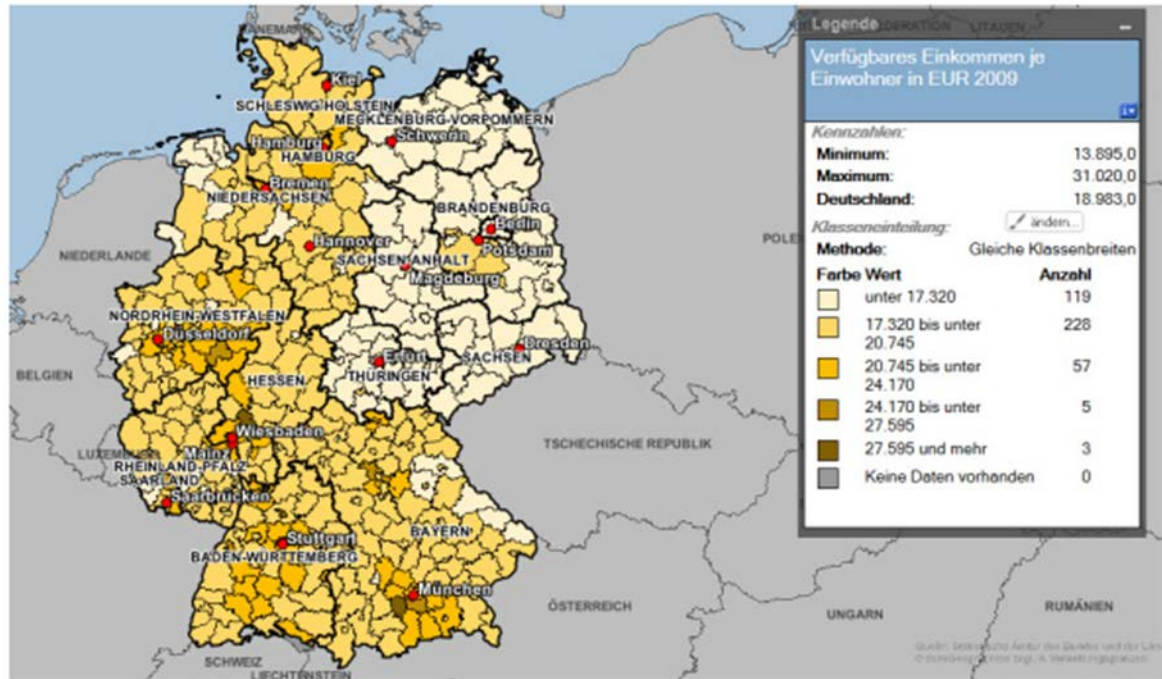 DÄNEMARK
LITAUEN
Kiel
SCHLESWIG-HOLSTEIN
MECKLENBURG-VORPOMMERN
Schwerin
Hamburg
HAMBURG
Bremen
NIEDERSACHSEN
BRANDENBURG
Berlin
Potsdam
Hannover
SACHSEN-ANHALT
Magdeburg
NIEDERLANDE
POLEN
NORDRHEIN-WESTFALEN
Düsseldorf
Dresden
SACHSEN
Erfurt
THÜRINGEN
BELGIEN
HESSEN
Wiesbaden
Mainz
LUXEMBURG
RHEINLAND-PFALZ
SAARLAND
Saarbrücken
TSCHECHISCHE REPUBLIK
BAYERN
Stuttgart
BADEN-WÜRTTEMBERG
München
ÖSTERREICH
UNGARN
RUMÄNIEN
SCHWEIZ
LIECHTENSTEIN
Legende
Verfügbares Einkommen je
Einwohner in EUR 2009
Kennzahlen:
Minimum: 13.895,0
Maximum: 31.020,0
Deutschland: 18.983,0
Klasseneinteilung: ändern...
Methode: Gleiche Klassenbreiten
Farbe Wert Anzahl
unter 17.320 119
17.320 bis unter 228
20.745
20.745 bis unter 57
24.170
24.170 bis unter 5
27.595
27.595 und mehr 3
Keine Daten vorhanden 0